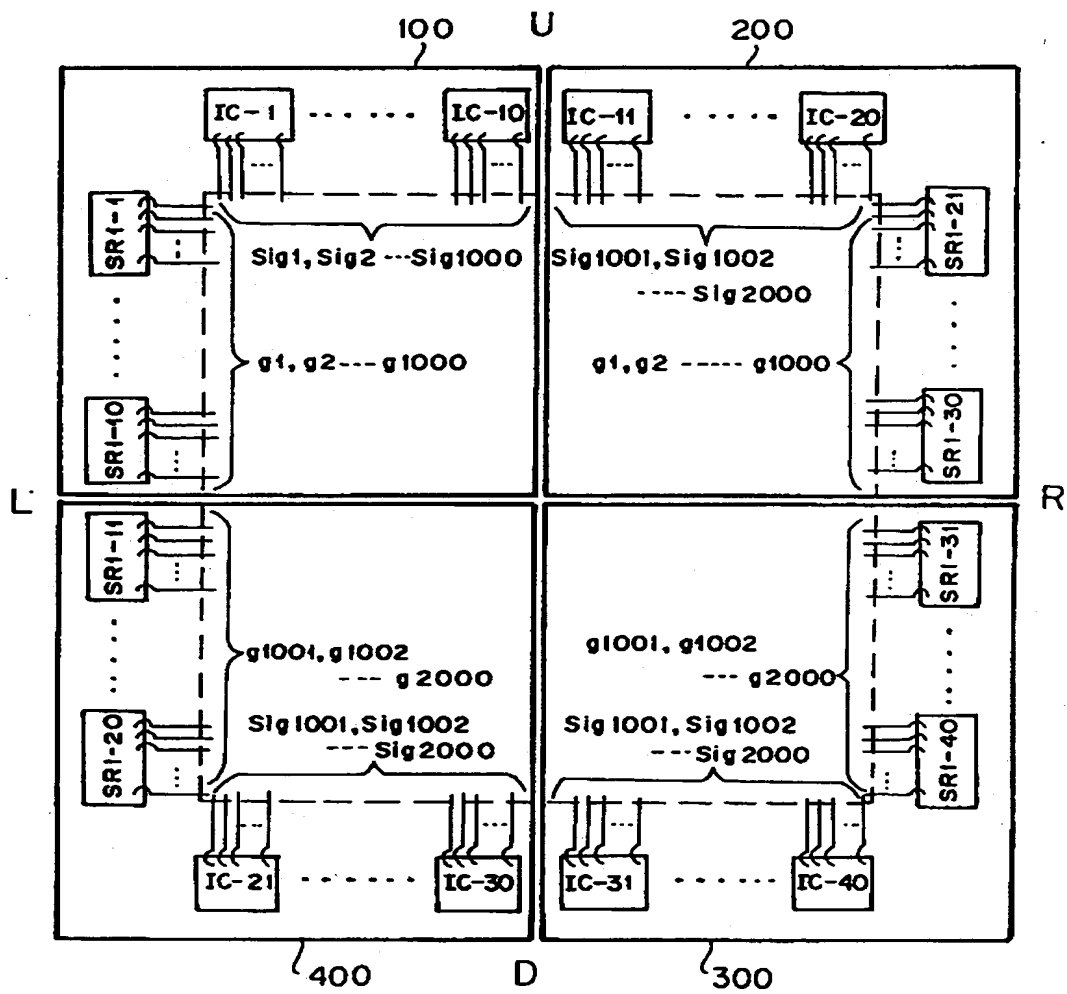 100 U 200
IC-1 ...... IC-10 IC-11 ...... IC-20
SR1-1
SR1-21
Sig1, Sig2 ---Sig1000
Sig1001, Sig1002
---- Sig2000
g1, g2 --- g1000
g1, g2 ----- g1000
SR1-10
SR1-30
L
R
SR1-11
SR1-31
g1001, g1002
--- g2000
g1001, g1002
--- g2000
SR1-20
SR1-40
Sig1001, Sig1002
---Sig2000
Sig1001, Sig1002
---Sig2000
IC-21 ...... IC-30 IC-31 ...... IC-40
400 D 300